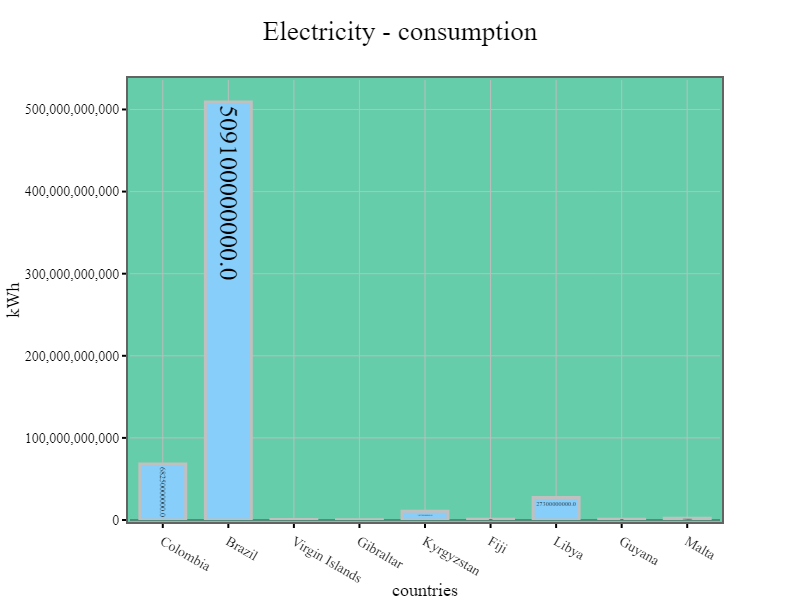 Electricity - consumption
kWh
500,000,000,000
400,000,000,000
300,000,000,000
200,000,000,000
100,000,000,000
0
509100000000.0
68250000000.0
27300000000.0
Colombia
Brazil
Virgin Islands
Gibraltar
Kyrgyzstan
Fiji
Libya
Guyana
Malta
countries